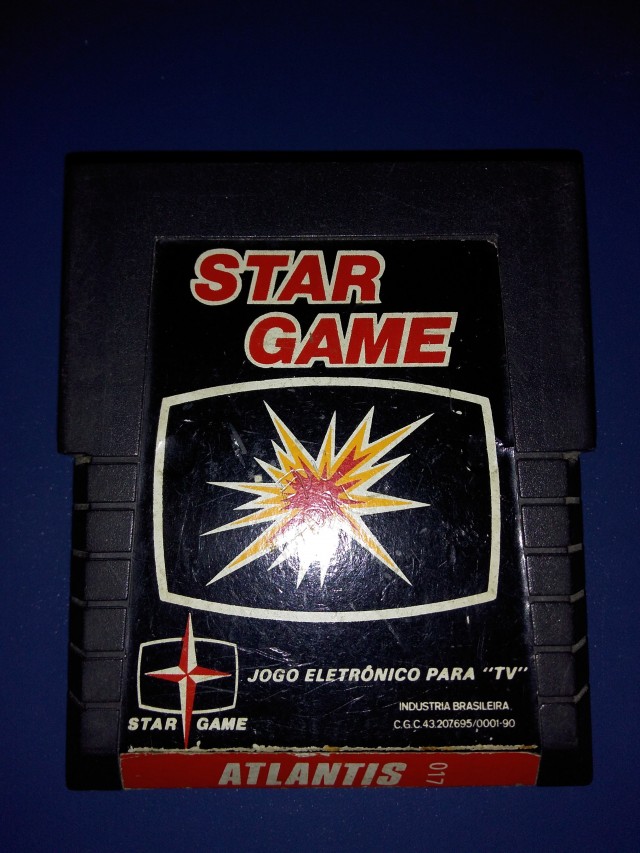 STAR
GAME
JOGO ELETRÔNICO PARA "TV"
STAR GAME
INDUSTRIA BRASILEIRA
C.G.C. 43.207.695/0001-90
ATLANTIS 017